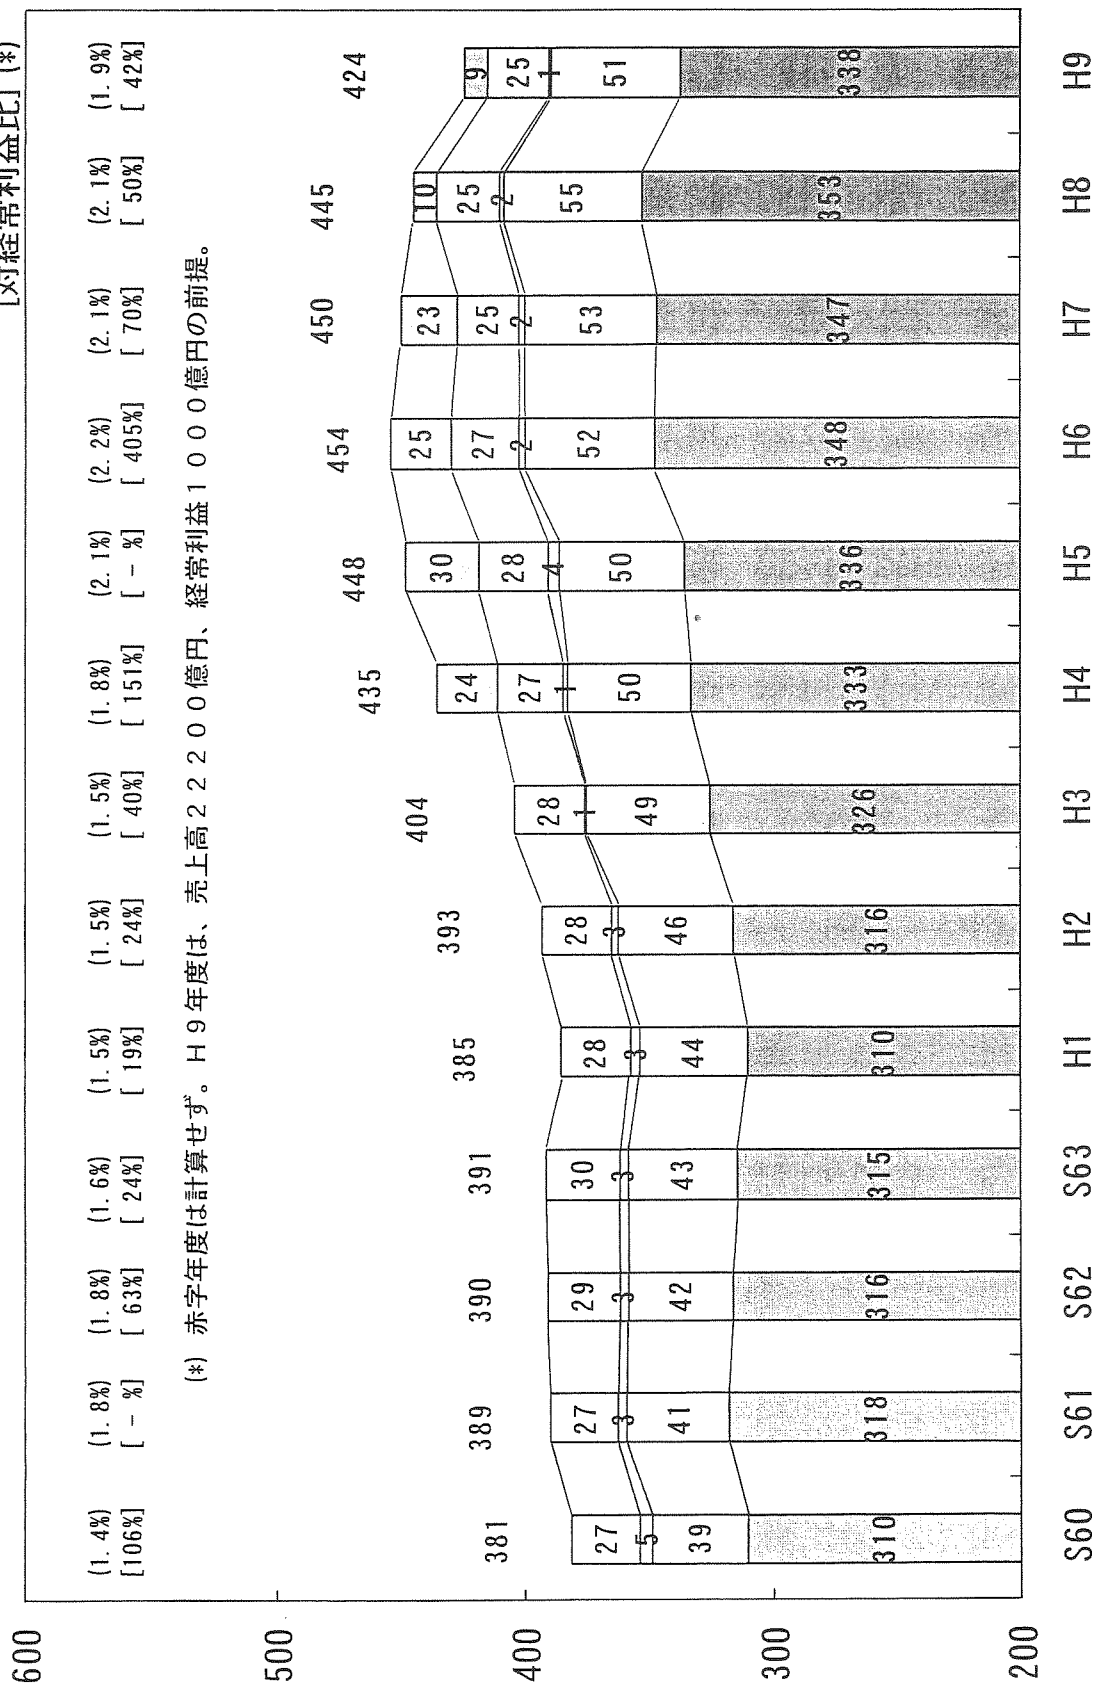 [対経常利益比] (*)
(1.4%) (1.8%) (1.8%) (1.6%) (1.5%) (1.5%) (1.5%) (1.8%) (2.1%) (2.2%) (2.1%) (2.1%) (1.9%)
[106%] [ - %] [ 63%] [ 24%] [ 19%] [ 24%] [ 40%] [ 151%] [ - %] [ 405%] [ 70%] [ 50%] [ 42%]
(*) 赤字年度は計算せず。H9年度は、売上高22200億円、経常利益1000億円の前提。
600
500
400
300
200
381 389 390 391 385 393 404 435 448 454 450 445 424
24 30 25 23 10 9
27 27 29 30 28 28 28 27 28 27 25 25 25
5 3 3 3 3 3 1 1 4 2 2 2 1
39 41 42 43 44 46 49 50 50 52 53 55 51
310 318 316 315 310 316 326 333 336 348 347 353 338
S60 S61 S62 S63 H1 H2 H3 H4 H5 H6 H7 H8 H9